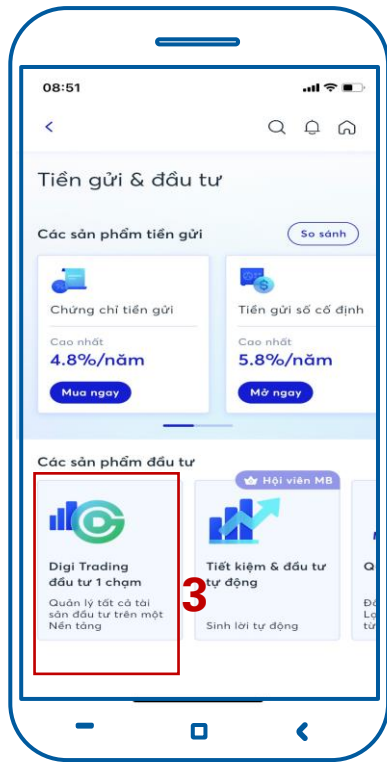 08:51
Tiền gửi & đầu tư
Các sản phẩm tiền gửi
So sánh
Chứng chỉ tiền gửi
Cao nhất
4.8%/năm
Mua ngay
Tiền gửi số cố định
Cao nhất
5.8%/năm
Mở ngay
Các sản phẩm đầu tư
Digi Trading
đầu tư 1 chạm
Quản lý tất cả tài
sản đầu tư trên một
Nền tảng
3
Hội viên MB
Tiết kiệm & đầu tư
tự động
Sinh lời tự động